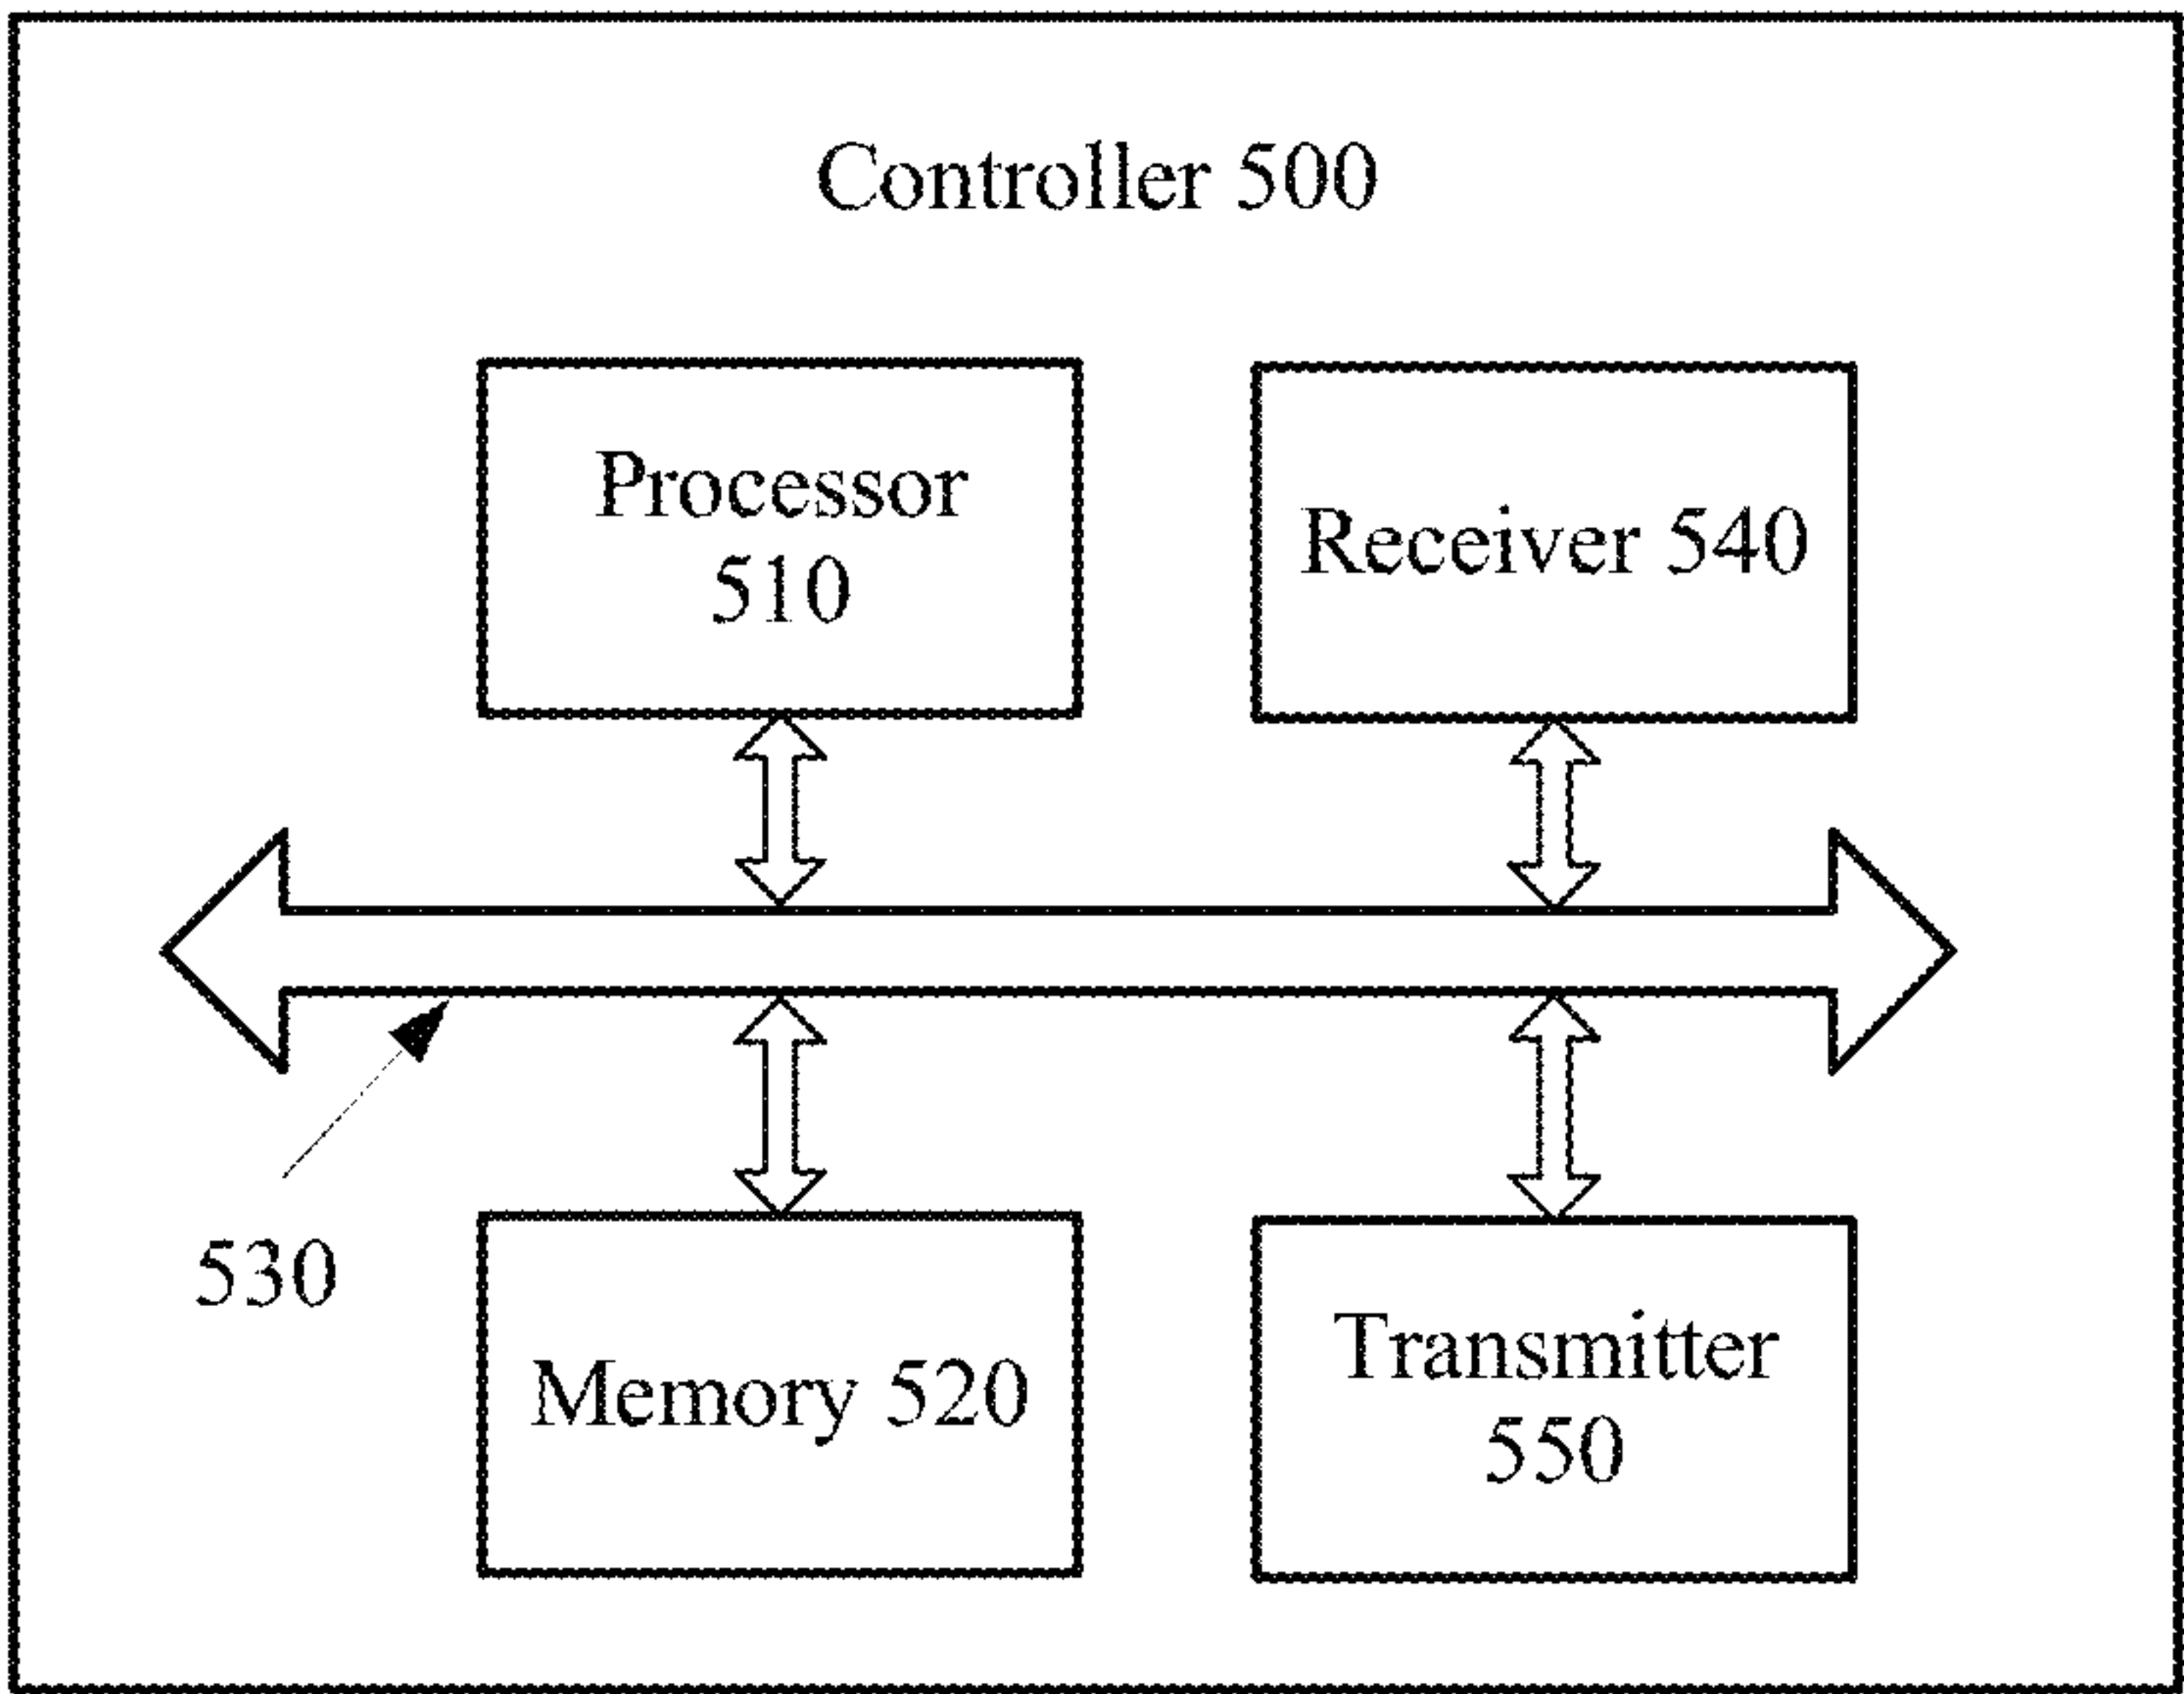 Controller 500
Processor
510
Receiver 540
530
Memory 520
Transmitter
550